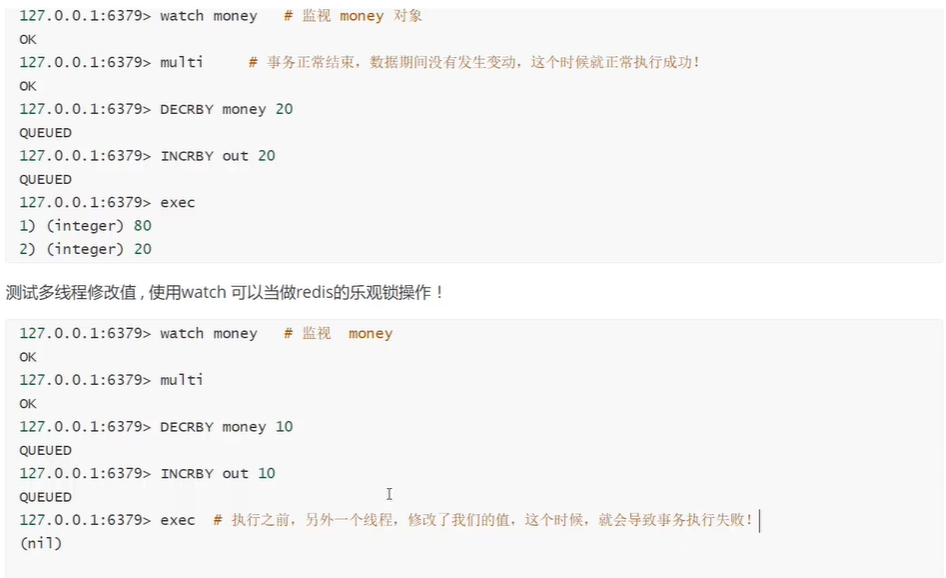 127.0.0.1:6379> watch money   # 监视 money 对象
OK
127.0.0.1:6379> multi     # 事务正常结束，数据期间没有发生变动，这个时候就正常执行成功！
OK
127.0.0.1:6379> DECRBY money 20
QUEUED
127.0.0.1:6379> INCRBY out 20
QUEUED
127.0.0.1:6379> exec
1) (integer) 80
2) (integer) 20
测试多线程修改值 , 使用watch 可以当做redis的乐观锁操作！
127.0.0.1:6379> watch money   # 监视  money
OK
127.0.0.1:6379> multi
OK
127.0.0.1:6379> DECRBY money 10
QUEUED
127.0.0.1:6379> INCRBY out 10
QUEUED
127.0.0.1:6379> exec  # 执行之前，另外一个线程，修改了我们的值，这个时候，就会导致事务执行失败！
(nil)